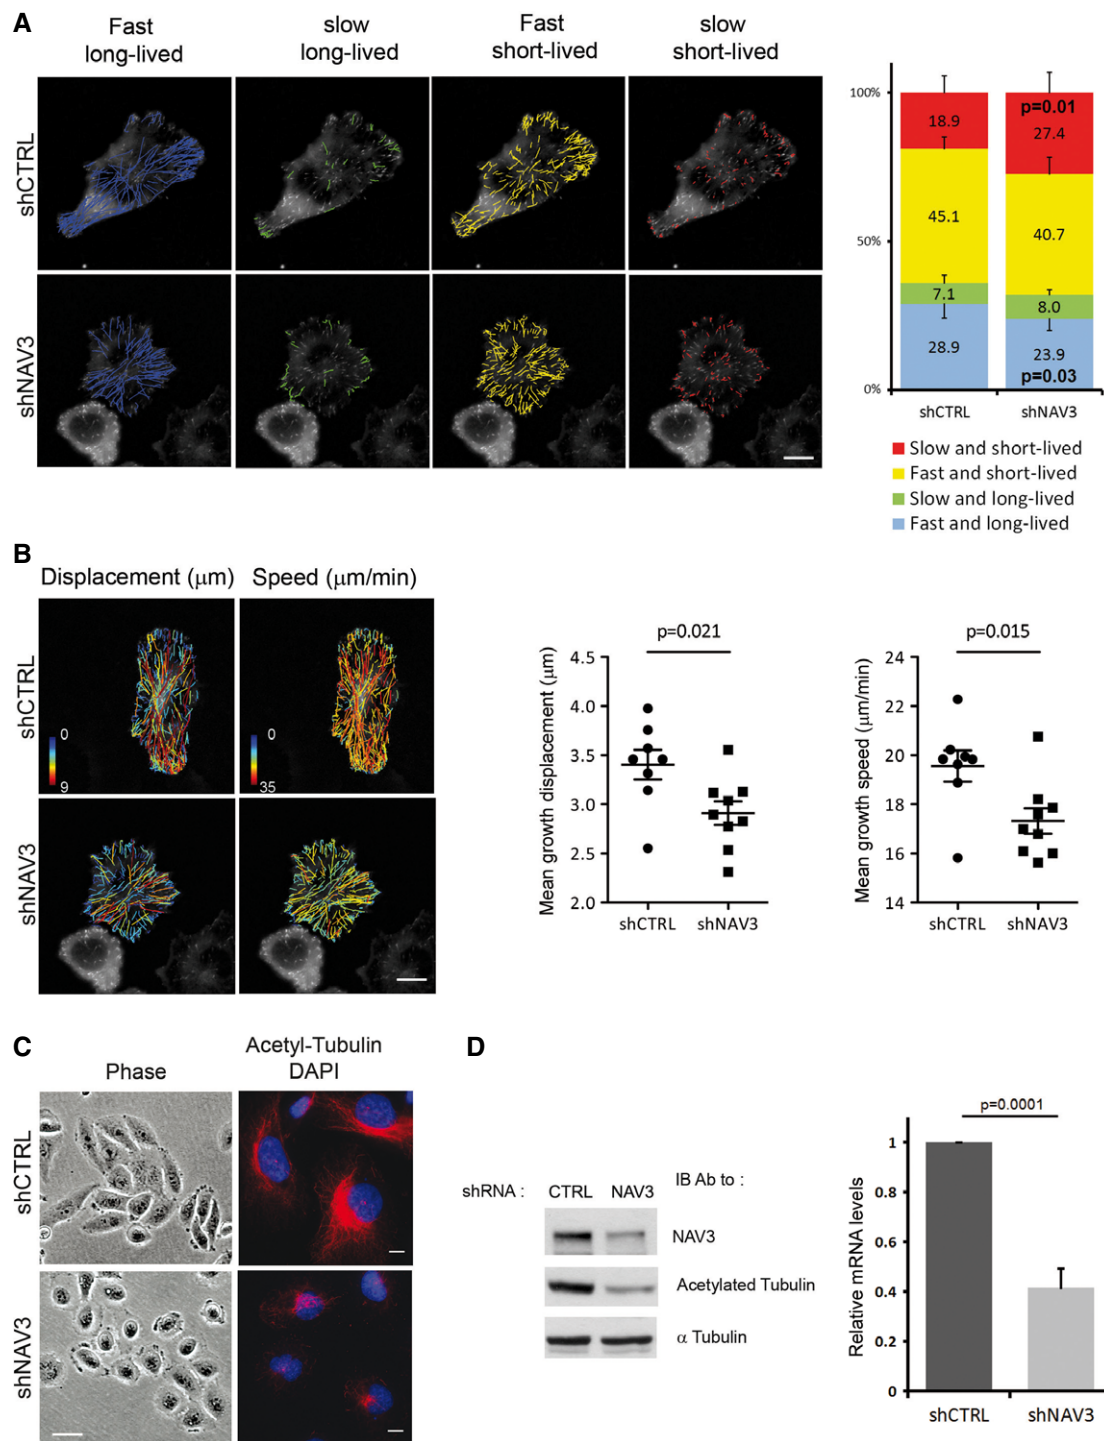 A
Fast
long-lived
slow
long-lived
Fast
short-lived
slow
short-lived
shCTRL
shNAV3
100%
50%
0%
18.9
45.1
7.1
28.9
p=0.01
27.4
40.7
8.0
23.9
p=0.03
shCTRL
shNAV3
Slow and short-lived
Fast and short-lived
Slow and long-lived
Fast and long-lived
B
Displacement (μm)
Speed (μm/min)
shCTRL
0
9
0
35
shNAV3
p=0.021
Mean growth displacement (μm)
4.5
4.0
3.5
3.0
2.5
2.0
shCTRL
shNAV3
p=0.015
Mean growth speed (μm/min)
24
22
20
18
16
14
shCTRL
shNAV3
C
Phase
Acetyl-Tubulin
DAPI
shCTRL
shNAV3
D
shRNA :
CTRL
NAV3
IB Ab to :
NAV3
Acetylated Tubulin
α Tubulin
p=0.0001
Relative mRNA levels
1
0.8
0.6
0.4
0.2
0
shCTRL
shNAV3